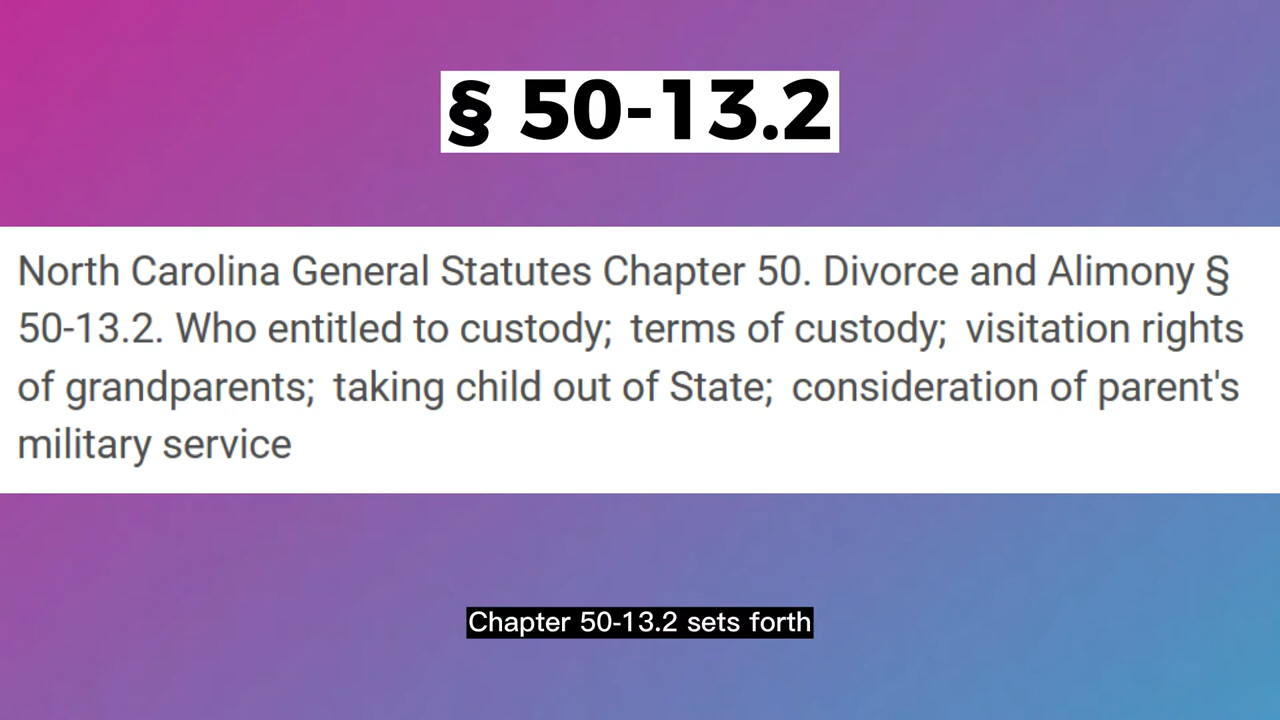 § 50-13.2
North Carolina General Statutes Chapter 50. Divorce and Alimony §
50-13.2. Who entitled to custody; terms of custody; visitation rights
of grandparents; taking child out of State; consideration of parent's
military service
Chapter 50-13.2 sets forth